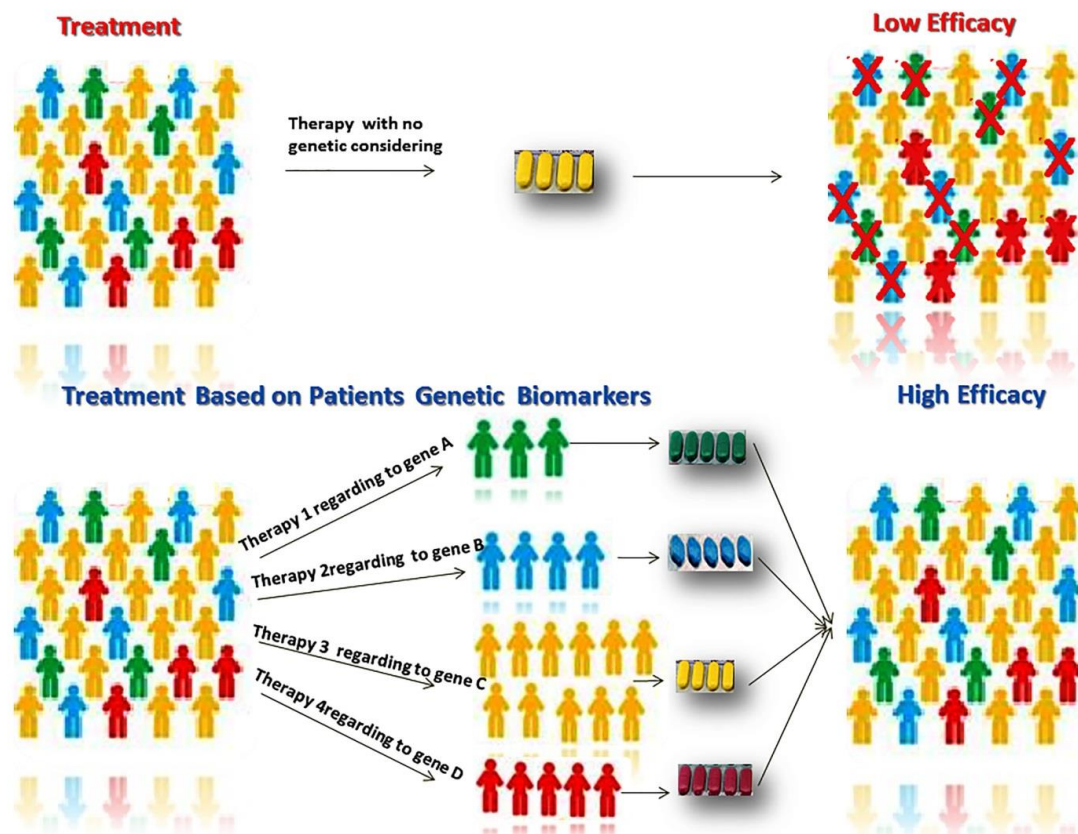 Treatment
Low Efficacy
Therapy with no
genetic considering
Treatment Based on Patients Genetic Biomarkers
High Efficacy
Therapy 1 regarding to gene A
Therapy 2regarding to gene B
Therapy 3 regarding to gene C
Therapy 4regarding to gene D